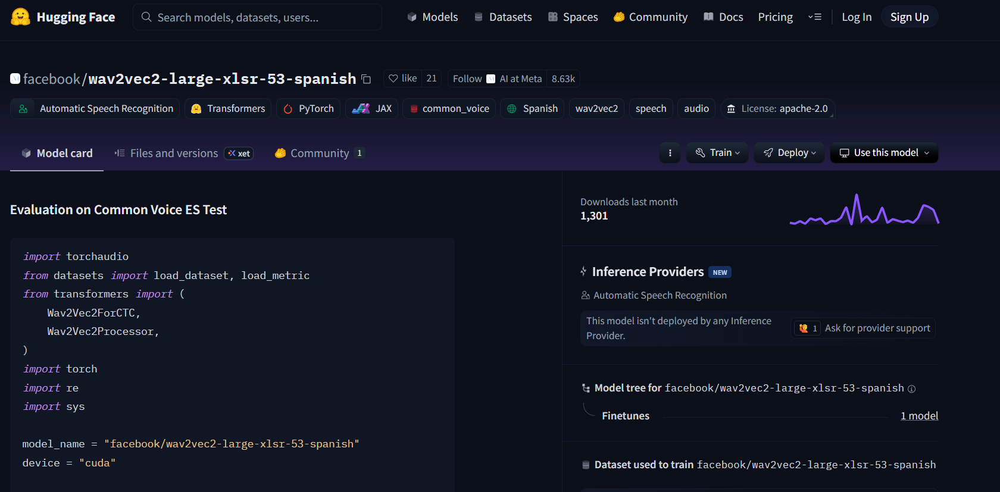 Hugging Face
Search models, datasets, users...
Models
Datasets
Spaces
Community
Docs
Pricing
Log In
Sign Up
facebook/wav2vec2-large-xlsr-53-spanish
like 21
Follow AI at Meta 8.63k
Automatic Speech Recognition
Transformers
PyTorch
JAX
common_voice
Spanish
wav2vec2
speech
audio
License: apache-2.0
Model card
Files and versions xet
Community 1
Train
Deploy
Use this model
Evaluation on Common Voice ES Test
import torchaudio
from datasets import load_dataset, load_metric
from transformers import (
    Wav2Vec2ForCTC,
    Wav2Vec2Processor,
)
import torch
import re
import sys
model_name = "facebook/wav2vec2-large-xlsr-53-spanish"
device = "cuda"
Downloads last month
1,301
Inference Providers NEW
Automatic Speech Recognition
This model isn't deployed by any Inference
Provider.
1 Ask for provider support
Model tree for facebook/wav2vec2-large-xlsr-53-spanish
Finetunes
1 model
Dataset used to train facebook/wav2vec2-large-xlsr-53-spanish